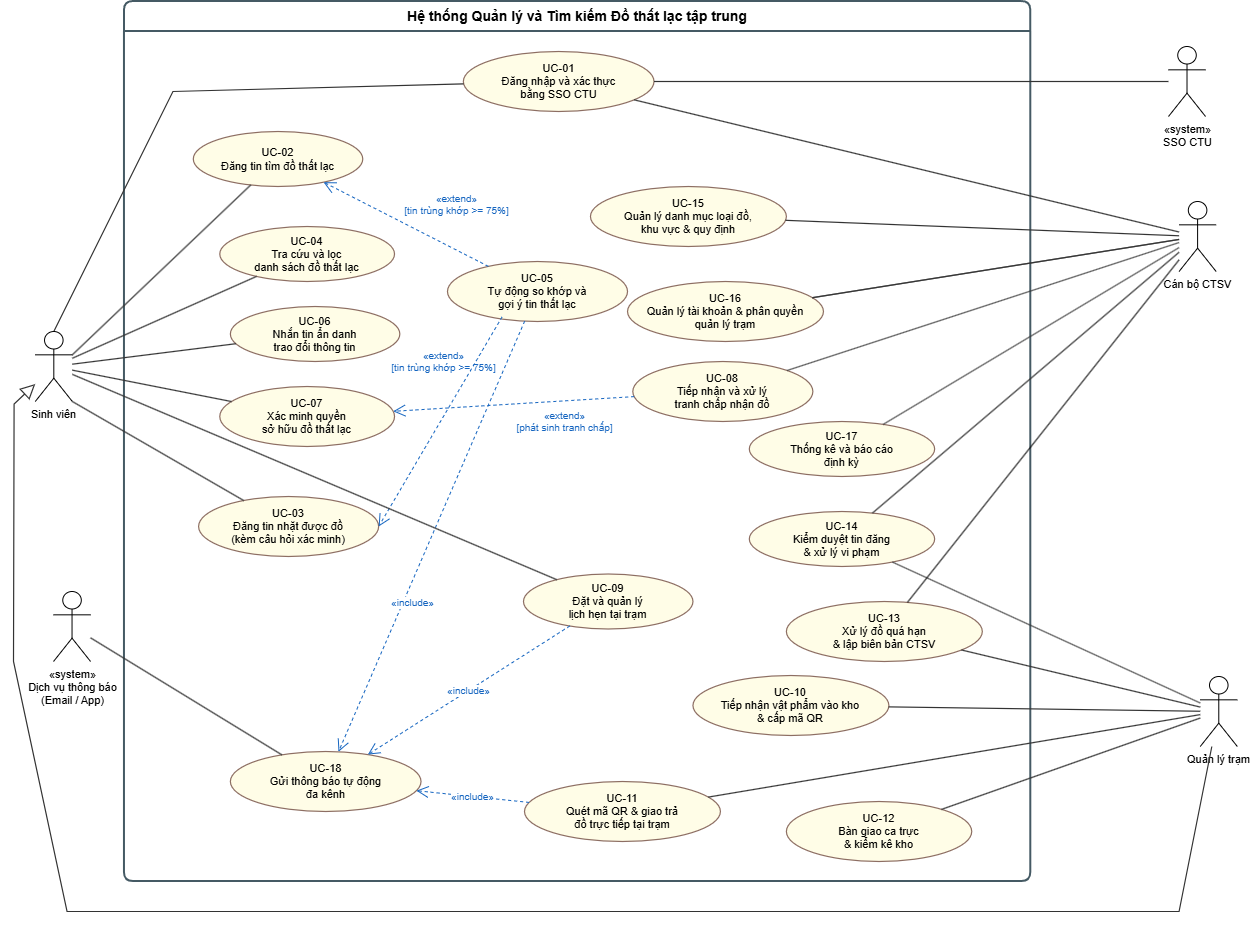 Hệ thống Quản lý và Tìm kiếm Đồ thất lạc tập trung
UC-01
Đăng nhập và xác thực
bằng SSO CTU
«system»
SSO CTU
UC-02
Đăng tin tìm đồ thất lạc
«extend»
[tin trùng khớp >= 75%]
UC-15
Quản lý danh mục loại đồ,
khu vực & quy định
UC-04
Tra cứu và lọc
danh sách đồ thất lạc
UC-05
Tự động so khớp và
gợi ý tin thất lạc
Cán bộ CTSV
UC-16
Quản lý tài khoản & phân quyền
quản lý trạm
UC-06
Nhắn tin ẩn danh
trao đổi thông tin
«extend»
[tin trùng khớp >= 75%]
UC-08
Tiếp nhận và xử lý
tranh chấp nhận đồ
Sinh viên
UC-07
Xác minh quyền
sở hữu đồ thất lạc
«extend»
[phát sinh tranh chấp]
UC-17
Thống kê và báo cáo
định kỳ
UC-03
Đăng tin nhặt được đồ
(kèm câu hỏi xác minh)
UC-14
Kiểm duyệt tin đăng
& xử lý vi phạm
UC-09
Đặt và quản lý
lịch hẹn tại trạm
«include»
UC-13
Xử lý đồ quá hạn
& lập biên bản CTSV
«system»
Dịch vụ thông báo
(Email / App)
«include»
UC-10
Tiếp nhận vật phẩm vào kho
& cấp mã QR
Quản lý trạm
UC-18
Gửi thông báo tự động
đa kênh
«include»
UC-11
Quét mã QR & giao trả
đồ trực tiếp tại trạm
UC-12
Bàn giao ca trực
& kiểm kê kho